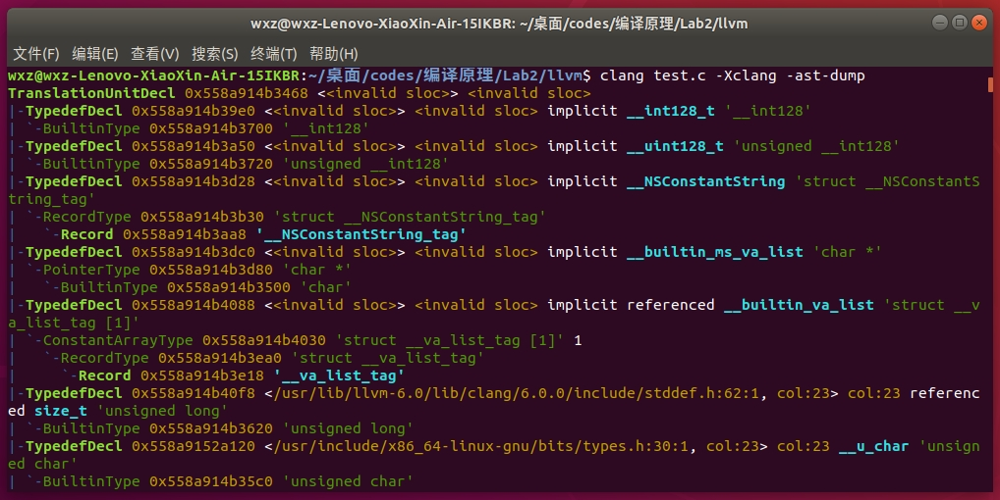 wxz@wxz-Lenovo-XiaoXin-Air-15IKBR: ~/桌面/codes/编译原理/Lab2/llvm
文件(F) 编辑(E) 查看(V) 搜索(S) 终端(T) 帮助(H)
wxz@wxz-Lenovo-XiaoXin-Air-15IKBR:~/桌面/codes/编译原理/Lab2/llvm$ clang test.c -Xclang -ast-dump
TranslationUnitDecl 0x558a914b3468 <<invalid sloc>> <invalid sloc>
|-TypedefDecl 0x558a914b39e0 <<invalid sloc>> <invalid sloc> implicit __int128_t '__int128'
| `-BuiltinType 0x558a914b3700 '__int128'
|-TypedefDecl 0x558a914b3a50 <<invalid sloc>> <invalid sloc> implicit __uint128_t 'unsigned __int128'
| `-BuiltinType 0x558a914b3720 'unsigned __int128'
|-TypedefDecl 0x558a914b3d28 <<invalid sloc>> <invalid sloc> implicit __NSConstantString 'struct __NSConstantS
tring_tag'
| `-RecordType 0x558a914b3b30 'struct __NSConstantString_tag'
|   `-Record 0x558a914b3aa8 '__NSConstantString_tag'
|-TypedefDecl 0x558a914b3dc0 <<invalid sloc>> <invalid sloc> implicit __builtin_ms_va_list 'char *'
| `-PointerType 0x558a914b3d80 'char *'
|   `-BuiltinType 0x558a914b3500 'char'
|-TypedefDecl 0x558a914b4088 <<invalid sloc>> <invalid sloc> implicit referenced __builtin_va_list 'struct __v
a_list_tag [1]'
| `-ConstantArrayType 0x558a914b4030 'struct __va_list_tag [1]' 1
|   `-RecordType 0x558a914b3ea0 'struct __va_list_tag'
|     `-Record 0x558a914b3e18 '__va_list_tag'
|-TypedefDecl 0x558a914b40f8 </usr/lib/llvm-6.0/lib/clang/6.0.0/include/stddef.h:62:1, col:23> col:23 referenc
ed size_t 'unsigned long'
| `-BuiltinType 0x558a914b3620 'unsigned long'
|-TypedefDecl 0x558a9152a120 </usr/include/x86_64-linux-gnu/bits/types.h:30:1, col:23> col:23 __u_char 'unsign
ed char'
| `-BuiltinType 0x558a914b35c0 'unsigned char'